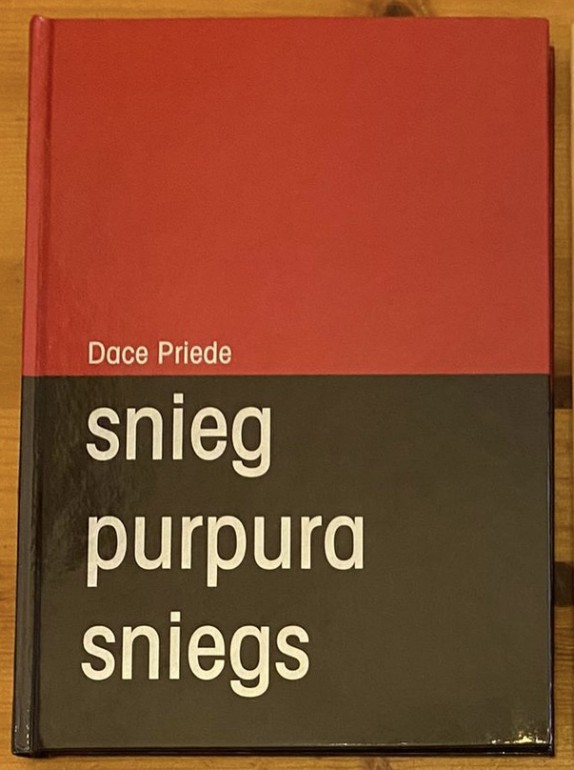 Dace Priede
snieg
purpura
sniegs